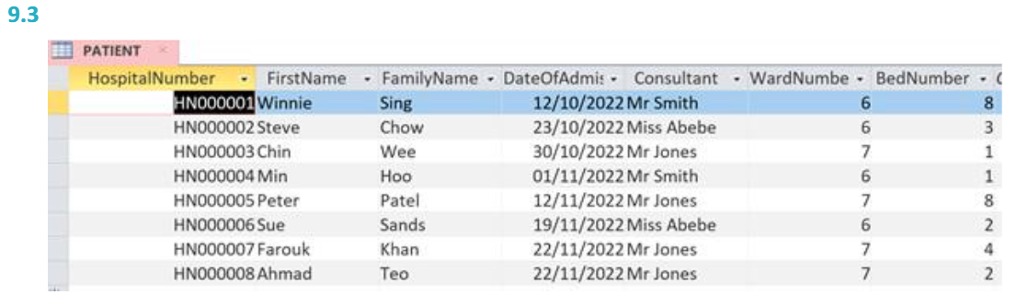 9.3
PATIENT
HospitalNumber FirstName FamilyName DateOfAdmis Consultant WardNumbe BedNumber
HN000001 Winnie Sing 12/10/2022 Mr Smith 6 8
HN000002 Steve Chow 23/10/2022 Miss Abebe 6 3
HN000003 Chin Wee 30/10/2022 Mr Jones 7 1
HN000004 Min Hoo 01/11/2022 Mr Smith 6 1
HN000005 Peter Patel 12/11/2022 Mr Jones 7 8
HN000006 Sue Sands 19/11/2022 Miss Abebe 6 2
HN000007 Farouk Khan 22/11/2022 Mr Jones 7 4
HN000008 Ahmad Teo 22/11/2022 Mr Jones 7 2